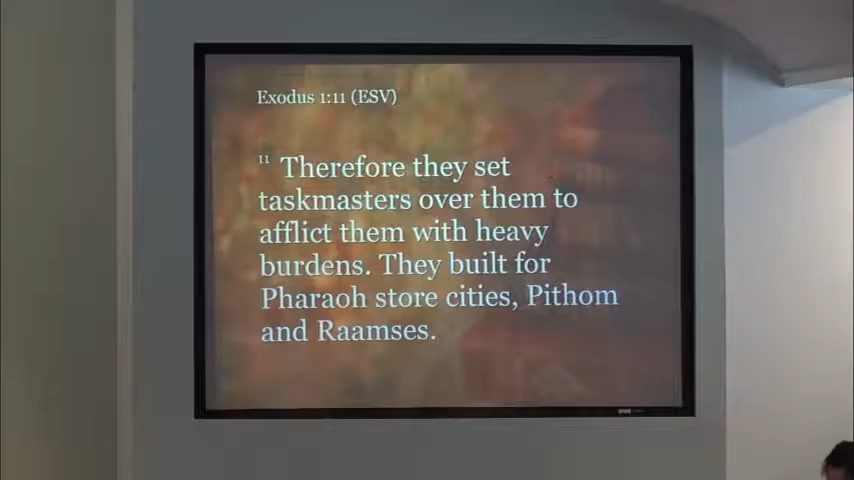 Exodus 1:11 (ESV)
11 Therefore they set
taskmasters over them to
afflict them with heavy
burdens. They built for
Pharaoh store cities, Pithom
and Raamses.